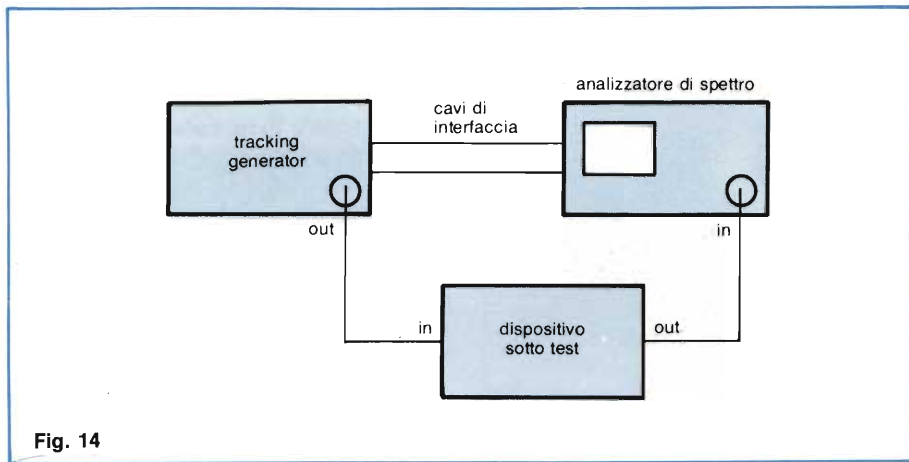 analizzatore di spettro
cavi di
interfaccia
tracking
generator
out
in
in
dispositivo
sotto test
out
Fig. 14